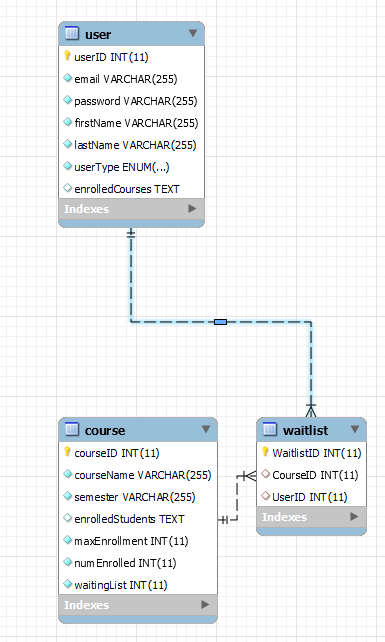 user
userID INT(11)
email VARCHAR(255)
password VARCHAR(255)
firstName VARCHAR(255)
lastName VARCHAR(255)
userType ENUM(...)
enrolledCourses TEXT
Indexes
course
courseID INT(11)
courseName VARCHAR(255)
semester VARCHAR(255)
enrolledStudents TEXT
maxEnrollment INT(11)
numEnrolled INT(11)
waitingList INT(11)
Indexes
waitlist
WaitlistID INT(11)
CourseID INT(11)
UserID INT(11)
Indexes